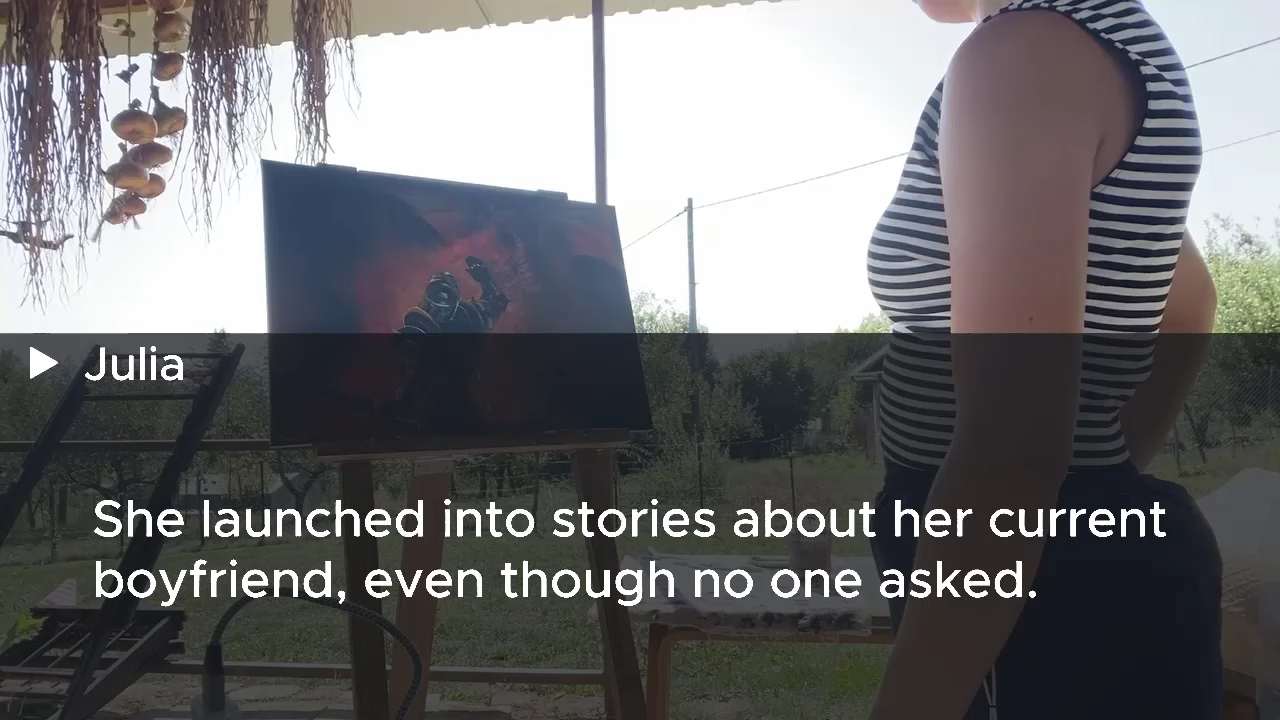 Julia
She launched into stories about her current
boyfriend, even though no one asked.